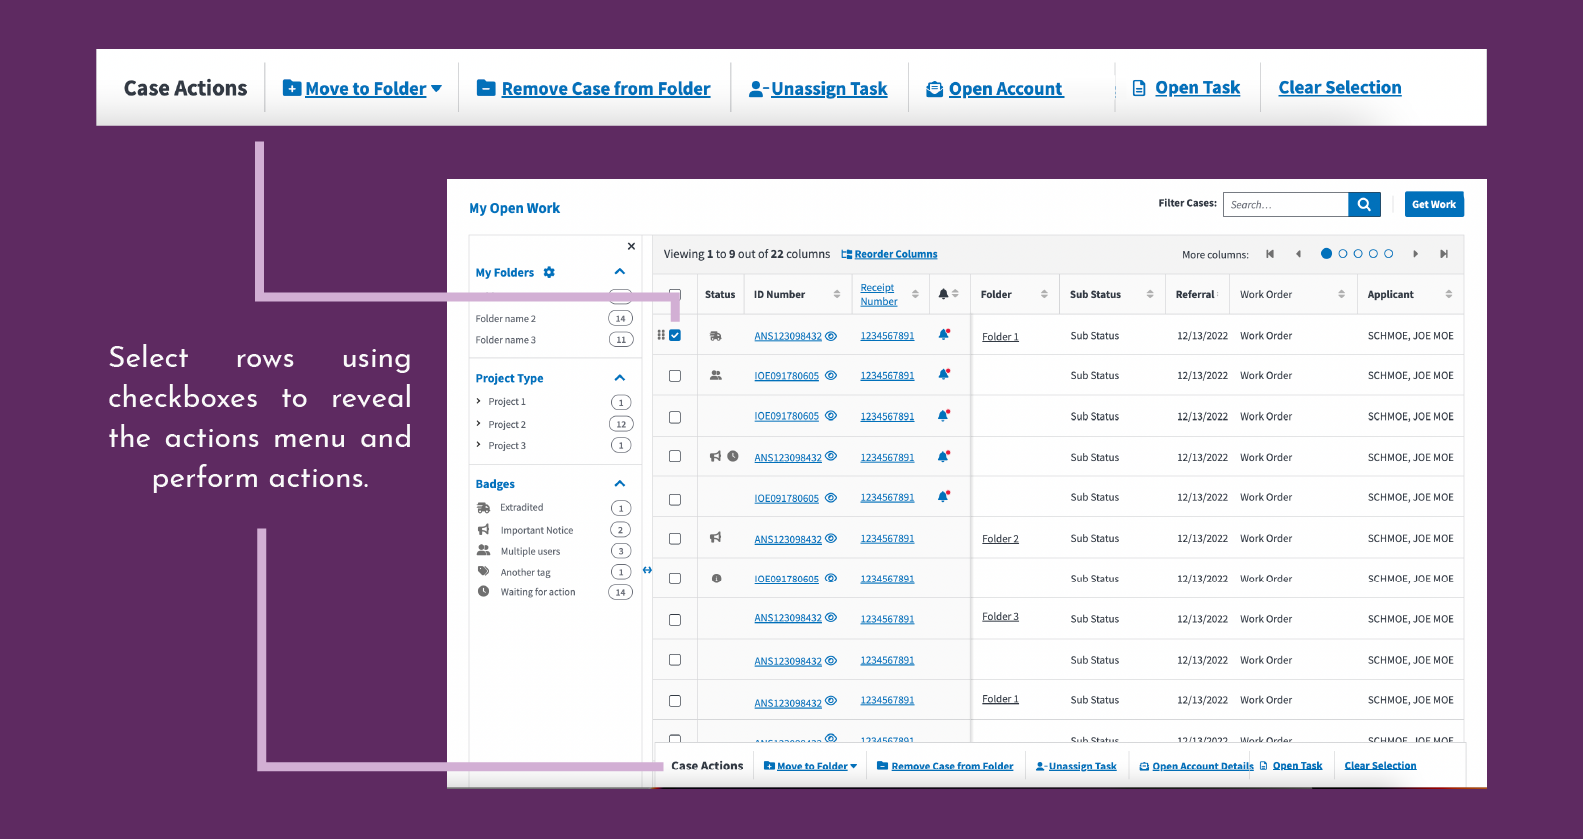 Case Actions Move to Folder Remove Case from Folder Unassign Task Open Account Open Task Clear Selection
Select rows using
checkboxes to reveal
the actions menu and
perform actions.
My Open Work
Filter Cases: Search... Get Work
My Folders
Folder name 2 14
Folder name 3 11
Project Type
Project 1 1
Project 2 12
Project 3 1
Badges
Extradited 1
Important Notice 2
Multiple users 3
Another tag 1
Waiting for action 14
Viewing 1 to 9 out of 22 columns Reorder Columns More columns:
Status ID Number Receipt Number Folder Sub Status Referral Work Order Applicant
ANS123098432 1234567891 Folder 1 Sub Status 12/13/2022 Work Order SCHMOE, JOE MOE
IOE091780605 1234567891 Sub Status 12/13/2022 Work Order SCHMOE, JOE MOE
IOE091780605 1234567891 Sub Status 12/13/2022 Work Order SCHMOE, JOE MOE
ANS123098432 1234567891 Sub Status 12/13/2022 Work Order SCHMOE, JOE MOE
IOE091780605 1234567891 Sub Status 12/13/2022 Work Order SCHMOE, JOE MOE
ANS123098432 1234567891 Folder 2 Sub Status 12/13/2022 Work Order SCHMOE, JOE MOE
IOE091780605 1234567891 Sub Status 12/13/2022 Work Order SCHMOE, JOE MOE
ANS123098432 1234567891 Folder 3 Sub Status 12/13/2022 Work Order SCHMOE, JOE MOE
ANS123098432 1234567891 Sub Status 12/13/2022 Work Order SCHMOE, JOE MOE
ANS123098432 1234567891 Folder 1 Sub Status 12/13/2022 Work Order SCHMOE, JOE MOE
ANS123098432 1234567891 Sub Status 12/13/2022 Work Order SCHMOE, JOE MOE
Case Actions Move to Folder Remove Case from Folder Unassign Task Open Account Details Open Task Clear Selection